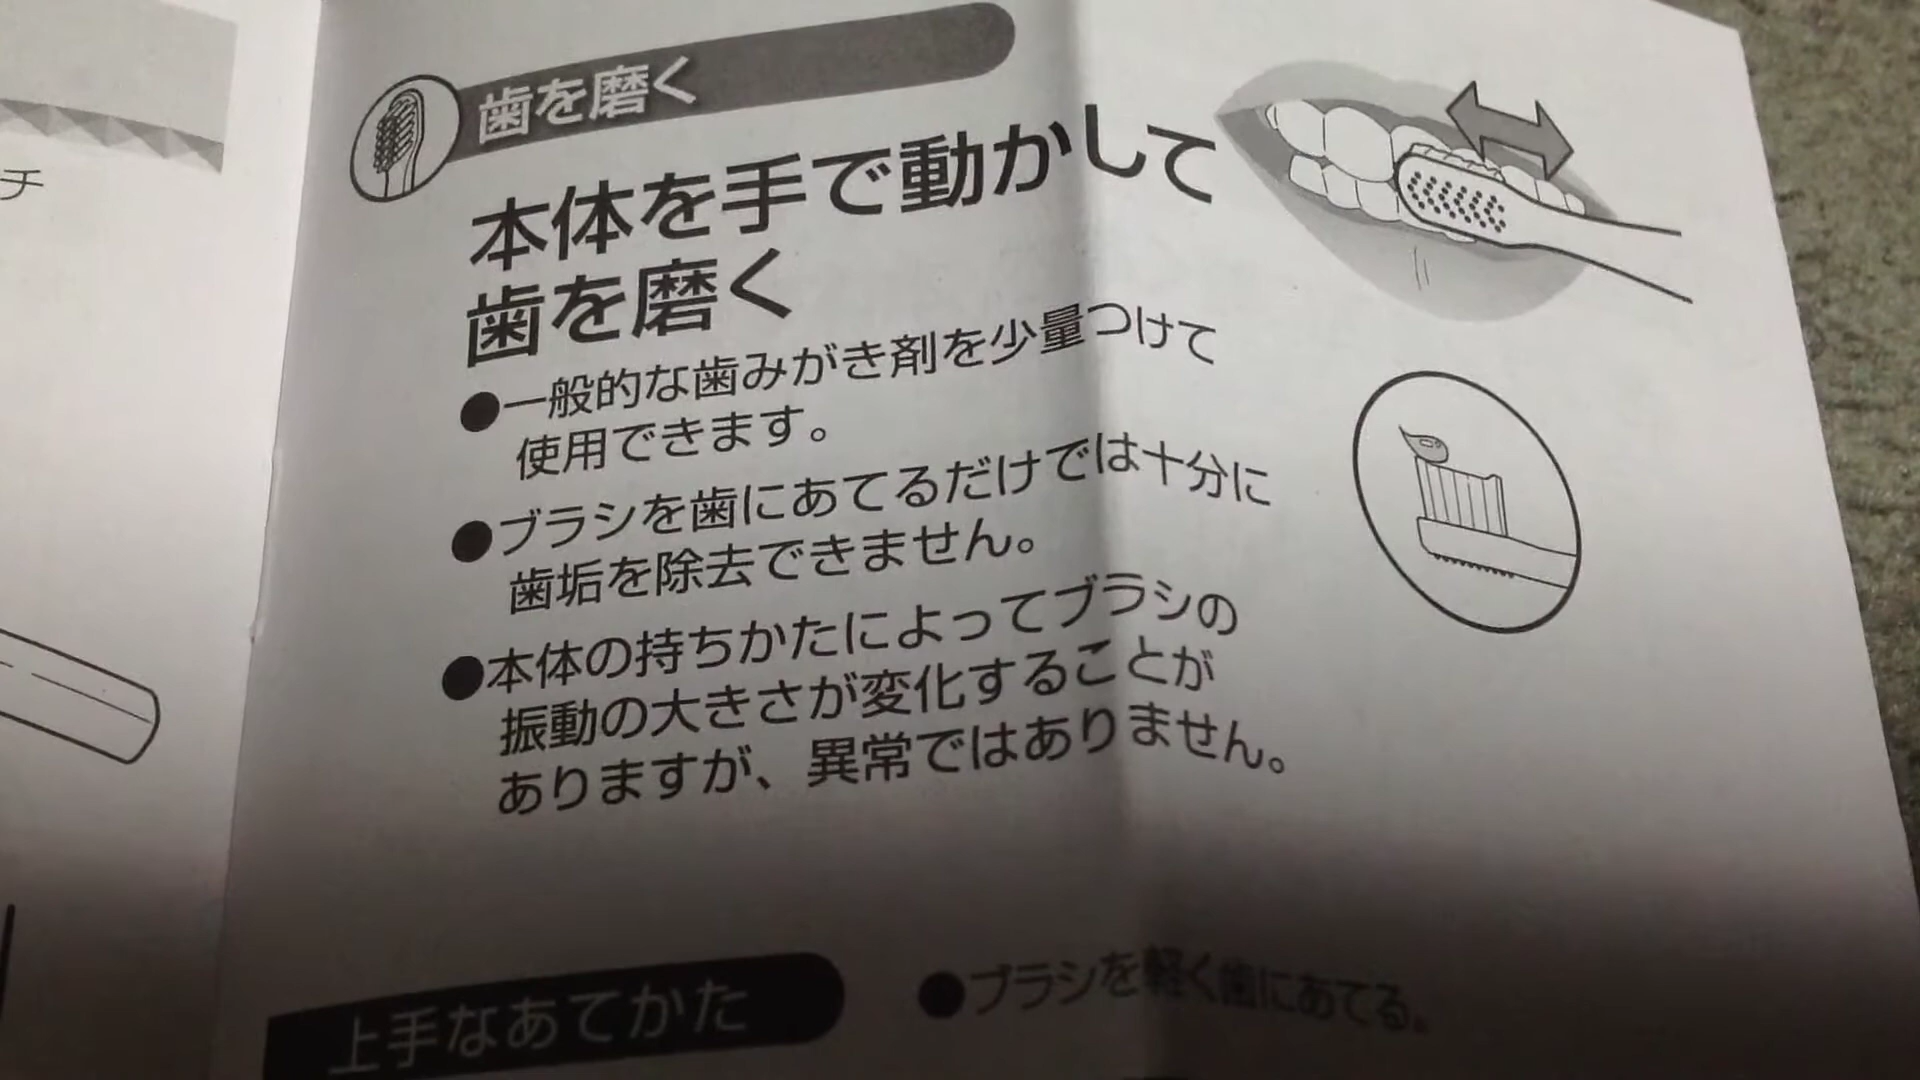 チ
歯を磨く
本体を手で動かして
歯を磨く
●一般的な歯みがき剤を少量つけて
使用できます。
●ブラシを歯にあてるだけでは十分に
歯垢を除去できません。
●本体の持ちかたによってブラシの
振動の大きさが変化することが
ありますが、異常ではありません。
上手なあてかた
●ブラシを軽く歯にあてる。